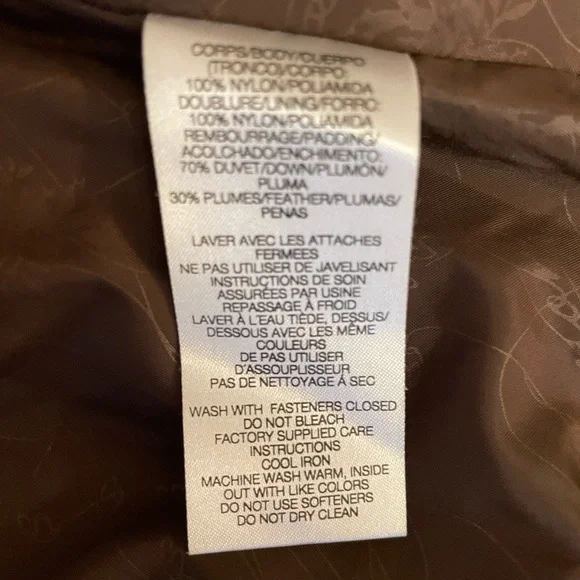 CORPS/BODY/CUERPO
(TRONCO)/CORPO:
100% NYLON/POLIAMIDA
DOUBLURE/LINING/FORRO:
100% NYLON/POLIAMIDA
REMBOURRAGE/PADDING/
ACOLCHADO/ENCHIMENTO:
70% DUVET/DOWN/PLUMÓN/
PLUMA
30% PLUMES/FEATHER/PLUMAS/
PENAS
LAVER AVEC LES ATTACHES
FERMEES
NE PAS UTILISER DE JAVELISANT
INSTRUCTIONS DE SOIN
ASSURÉES PAR USINE
REPASSAGE À FROID
LAVER À L'EAU TIÈDE, DESSUS/
DESSOUS AVEC LES MÊME
COULEURS
DE PAS UTILISER
D'ASSOUPLISSEUR
PAS DE NETTOYAGE À SEC
WASH WITH FASTENERS CLOSED
DO NOT BLEACH
FACTORY SUPPLIED CARE
INSTRUCTIONS
COOL IRON
MACHINE WASH WARM, INSIDE
OUT WITH LIKE COLORS
DO NOT USE SOFTENERS
DO NOT DRY CLEAN